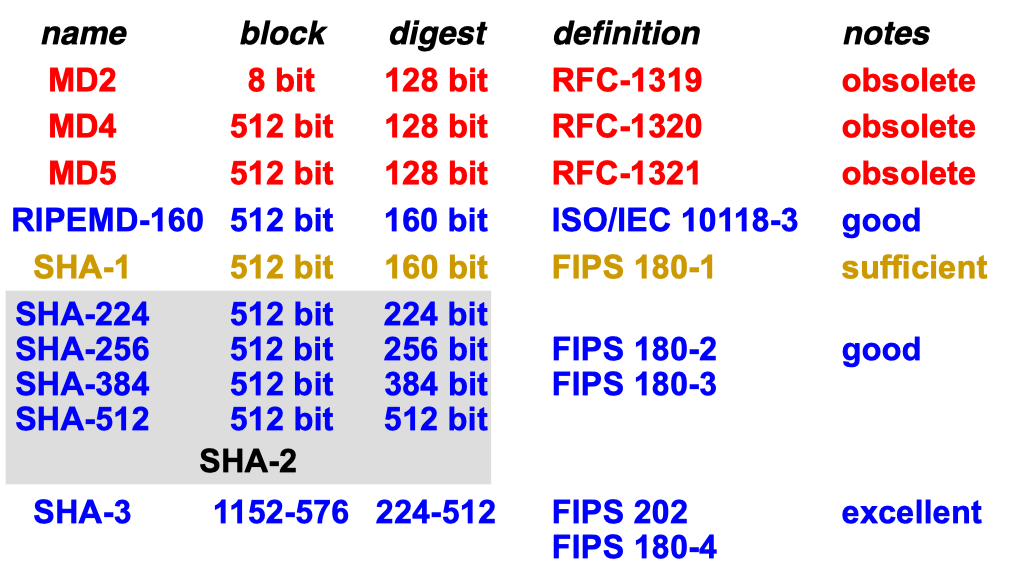 name block digest definition notes
MD2 8 bit 128 bit RFC-1319 obsolete
MD4 512 bit 128 bit RFC-1320 obsolete
MD5 512 bit 128 bit RFC-1321 obsolete
RIPEMD-160 512 bit 160 bit ISO/IEC 10118-3 good
SHA-1 512 bit 160 bit FIPS 180-1 sufficient
SHA-224 512 bit 224 bit
SHA-256 512 bit 256 bit FIPS 180-2 good
SHA-384 512 bit 384 bit FIPS 180-3
SHA-512 512 bit 512 bit
SHA-2
SHA-3 1152-576 224-512 FIPS 202 excellent
FIPS 180-4